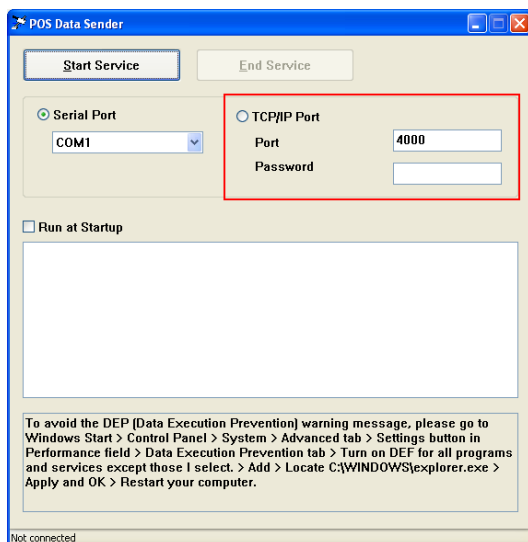 POS Data Sender
Start Service
End Service
Serial Port
COM1
TCP/IP Port
Port
4000
Password
Run at Startup
To avoid the DEP (Data Execution Prevention) warning message, please go to
Windows Start > Control Panel > System > Advanced tab > Settings button in
Performance field > Data Execution Prevention tab > Turn on DEF for all programs
and services except those I select. > Add > Locate C:\WINDOWS\explorer.exe >
Apply and OK > Restart your computer.
Not connected